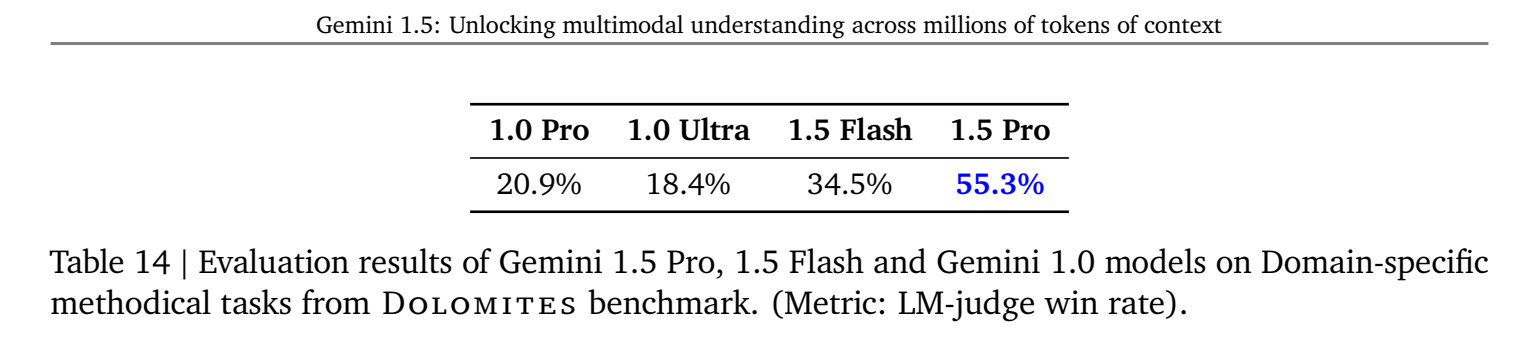 Gemini 1.5: Unlocking multimodal understanding across millions of tokens of context
1.0 Pro 1.0 Ultra 1.5 Flash 1.5 Pro
20.9% 18.4% 34.5% 55.3%
Table 14 | Evaluation results of Gemini 1.5 Pro, 1.5 Flash and Gemini 1.0 models on Domain-specific
methodical tasks from DOLOMITES benchmark. (Metric: LM-judge win rate).